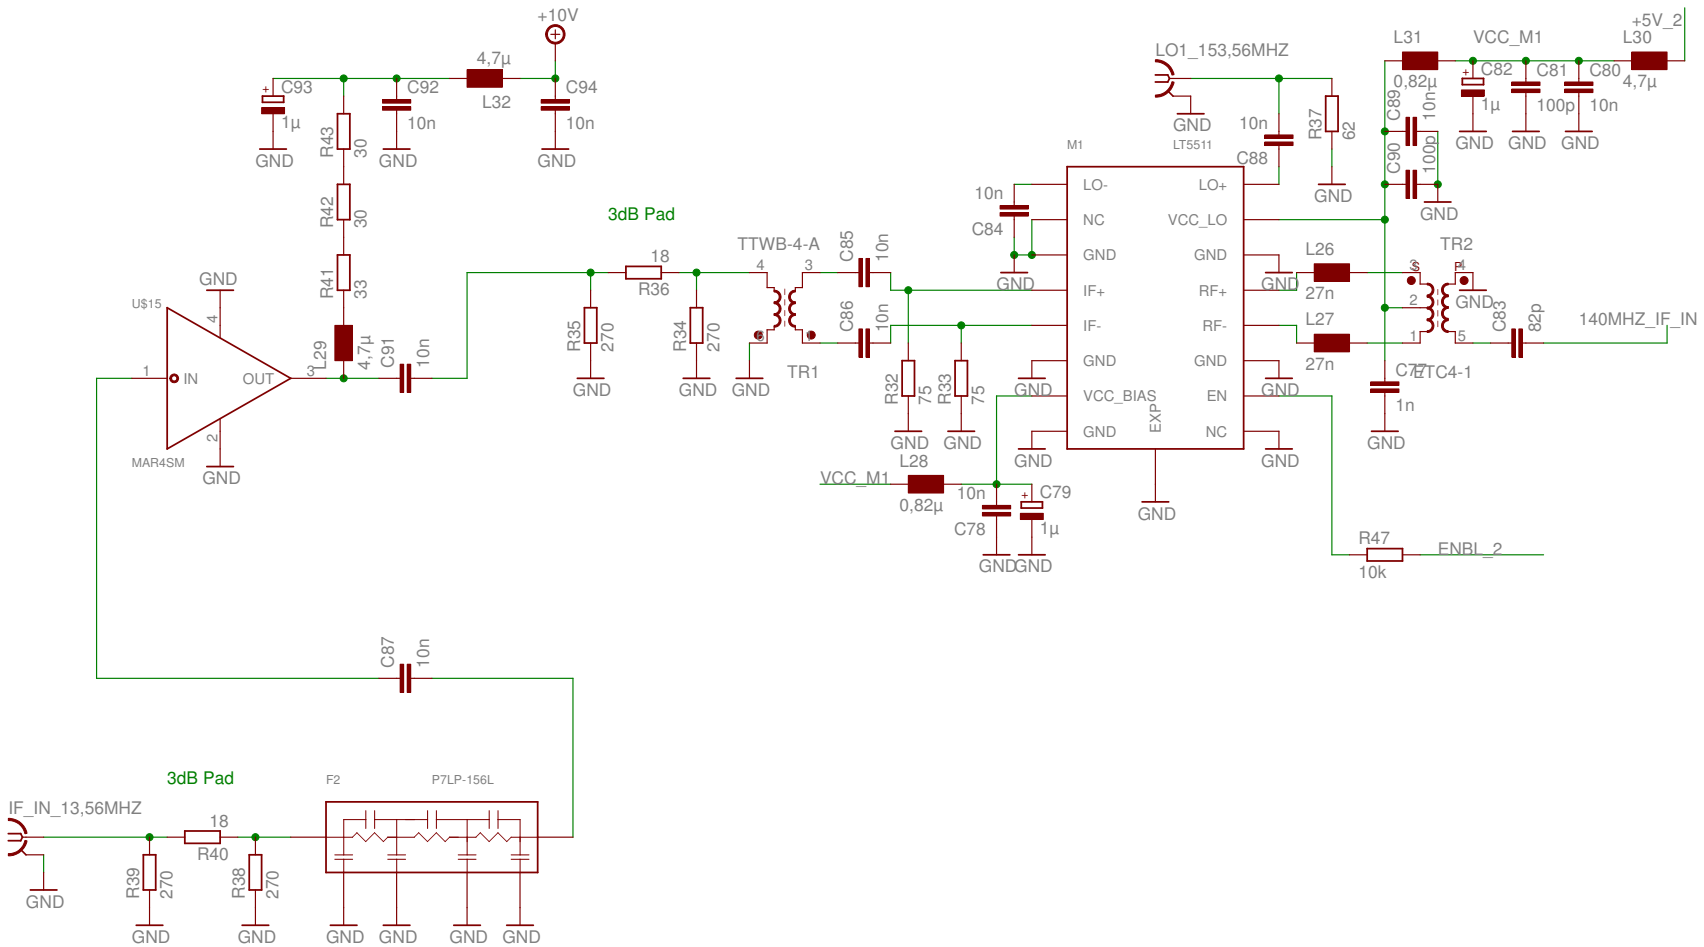 +10V
4,7µ
L32
C93
1µ
GND
C92
10n
GND
C94
10n
GND
R43
30
R42
30
R41
33
L29
4,7µ
C91
10n
GND
U$15
4
1
IN
OUT
3
2
MAR4SM
GND
3dB Pad
18
R36
R35
270
GND
R34
270
GND
TTWB-4-A
4
3
TR1
GND
C85
10n
C86
10n
R32
75
GND
R33
75
GND
10n
C84
GND
M1
LT5511
LO-
NC
GND
IF+
IF-
GND
VCC_BIAS
GND
EXP
LO+
VCC_LO
GND
RF+
RF-
GND
EN
NC
GND
GND
GND
GND
GND
GND
VCC_M1
L28
0,82µ
10n
C78
GND
C79
1µ
GND
LO1_153,56MHZ
GND
10n
C88
R37
62
GND
L31
0,82µ
VCC_M1
+5V_2
L30
4,7µ
C82
1µ
GND
C81
100p
GND
C80
10n
GND
C89
10n
C90
100p
GND
L26
27n
L27
27n
TR2
3
S
P
4
2
1
5
GND
ETC4-1
C77
1n
GND
C83
82p
140MHZ_IF_IN
R47
10k
ENBL_2
C87
10n
3dB Pad
IF_IN_13,56MHZ
GND
18
R40
R39
270
GND
R38
270
GND
F2
P7LP-156L
GND
GND
GND
GND